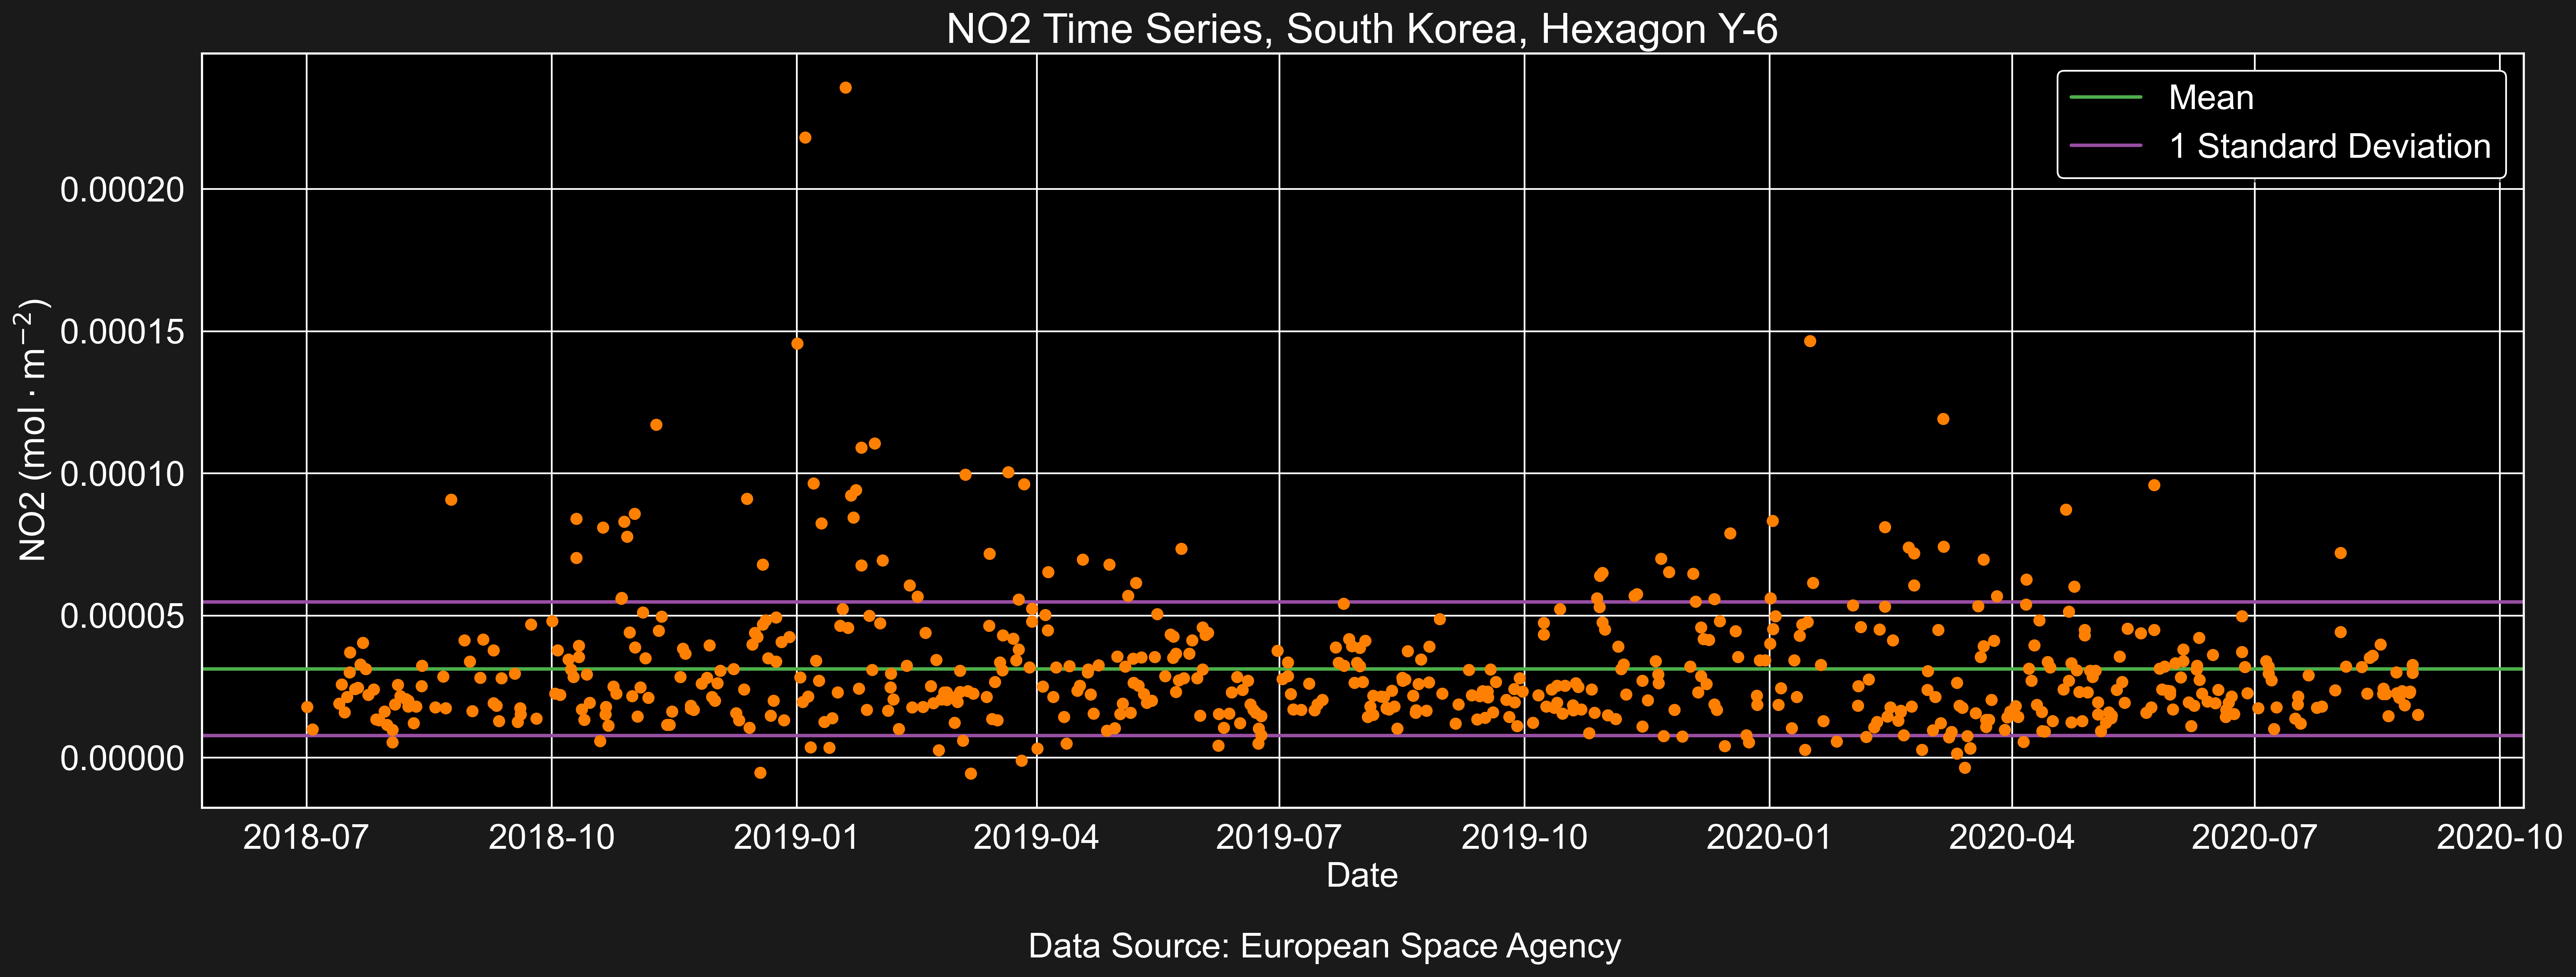 NO2 Time Series, South Korea, Hexagon Y-6
Mean
1 Standard Deviation
NO2 (mol · m⁻²)
0.00020
0.00015
0.00010
0.00005
0.00000
2018-07 2018-10 2019-01 2019-04 2019-07 2019-10 2020-01 2020-04 2020-07 2020-10
Date
Data Source: European Space Agency